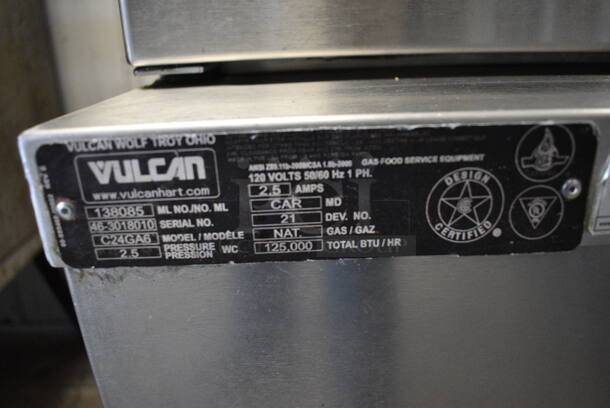 VULCAN WOLF TROY OHIO
VULCAN
www.vulcanhart.com
138085 ML NO./NO. ML
46-3018010 SERIAL NO.
C24GA6 MODEL / MODÈLE
2.5 PRESSURE WC
PRESSION
GAS FOOD SERVICE EQUIPMENT
120 VOLTS 50/60 Hz 1 PH.
2.5 AMPS
CAR MD
21 DEV. NO.
NAT. GAS / GAZ
125,000 TOTAL BTU / HR
DESIGN
CERTIFIED